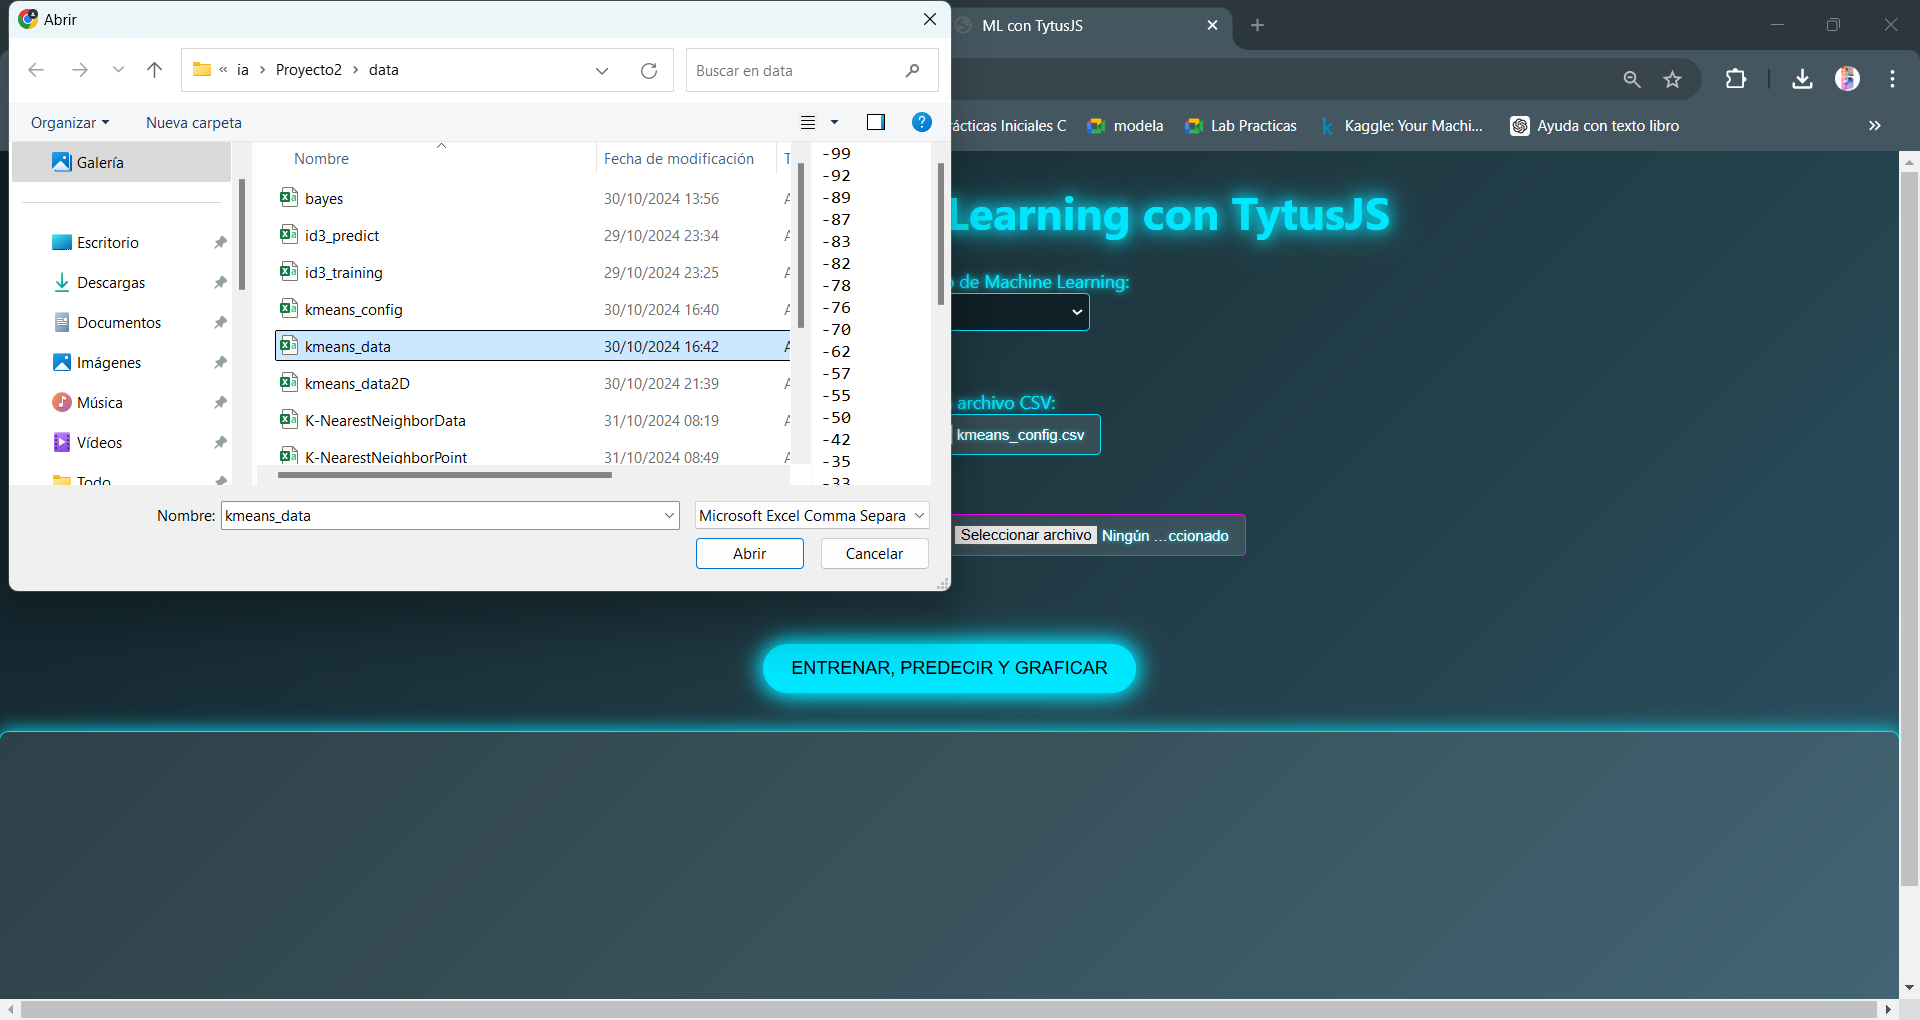 Abrir
ML con TytusJS
« ia > Proyecto2 > data
Buscar en data
Organizar
Nueva carpeta
ácticas Iniciales C
modela
Lab Practicas
Kaggle: Your Machi...
Ayuda con texto libro
»
Galería
Escritorio
Descargas
Documentos
Imágenes
Música
Vídeos
Todo
Nombre
Fecha de modificación
T
bayes 30/10/2024 13:56 A
id3_predict 29/10/2024 23:34 A
id3_training 29/10/2024 23:25 A
kmeans_config 30/10/2024 16:40 A
kmeans_data 30/10/2024 16:42 A
kmeans_data2D 30/10/2024 21:39 A
K-NearestNeighborData 31/10/2024 08:19 A
K-NearestNeighborPoint 31/10/2024 08:49 A
-99
-92
-89
-87
-83
-82
-78
-76
-70
-62
-57
-55
-50
-42
-35
-33
Nombre: kmeans_data
Microsoft Excel Comma Separa
Abrir
Cancelar
Learning con TytusJS
de Machine Learning:
archivo CSV:
kmeans_config.csv
Seleccionar archivo Ningún ...ccionado
ENTRENAR, PREDECIR Y GRAFICAR